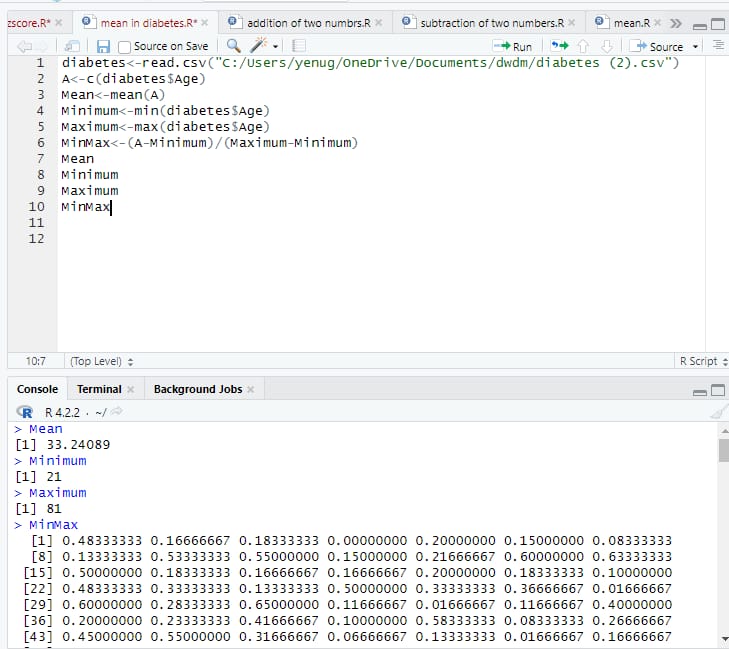 zscore.R* × mean in diabetes.R* × addition of two numbrs.R × subtraction of two numbers.R × mean.R × »
Source on Save Run Source
1 diabetes<-read.csv("C:/Users/yenug/OneDrive/Documents/dwdm/diabetes (2).csv")
2 A<-c(diabetes$Age)
3 Mean<-mean(A)
4 Minimum<-min(diabetes$Age)
5 Maximum<-max(diabetes$Age)
6 MinMax<-(A-Minimum)/(Maximum-Minimum)
7 Mean
8 Minimum
9 Maximum
10 MinMax
11
12
10:7 (Top Level) R Script
Console Terminal × Background Jobs ×
R 4.2.2 · ~/
> Mean
[1] 33.24089
> Minimum
[1] 21
> Maximum
[1] 81
> MinMax
[1] 0.48333333 0.16666667 0.18333333 0.00000000 0.20000000 0.15000000 0.08333333
[8] 0.13333333 0.53333333 0.55000000 0.15000000 0.21666667 0.60000000 0.63333333
[15] 0.50000000 0.18333333 0.16666667 0.16666667 0.20000000 0.18333333 0.10000000
[22] 0.48333333 0.33333333 0.13333333 0.50000000 0.33333333 0.36666667 0.01666667
[29] 0.60000000 0.28333333 0.65000000 0.11666667 0.01666667 0.11666667 0.40000000
[36] 0.20000000 0.23333333 0.41666667 0.10000000 0.58333333 0.08333333 0.26666667
[43] 0.45000000 0.55000000 0.31666667 0.06666667 0.13333333 0.01666667 0.16666667